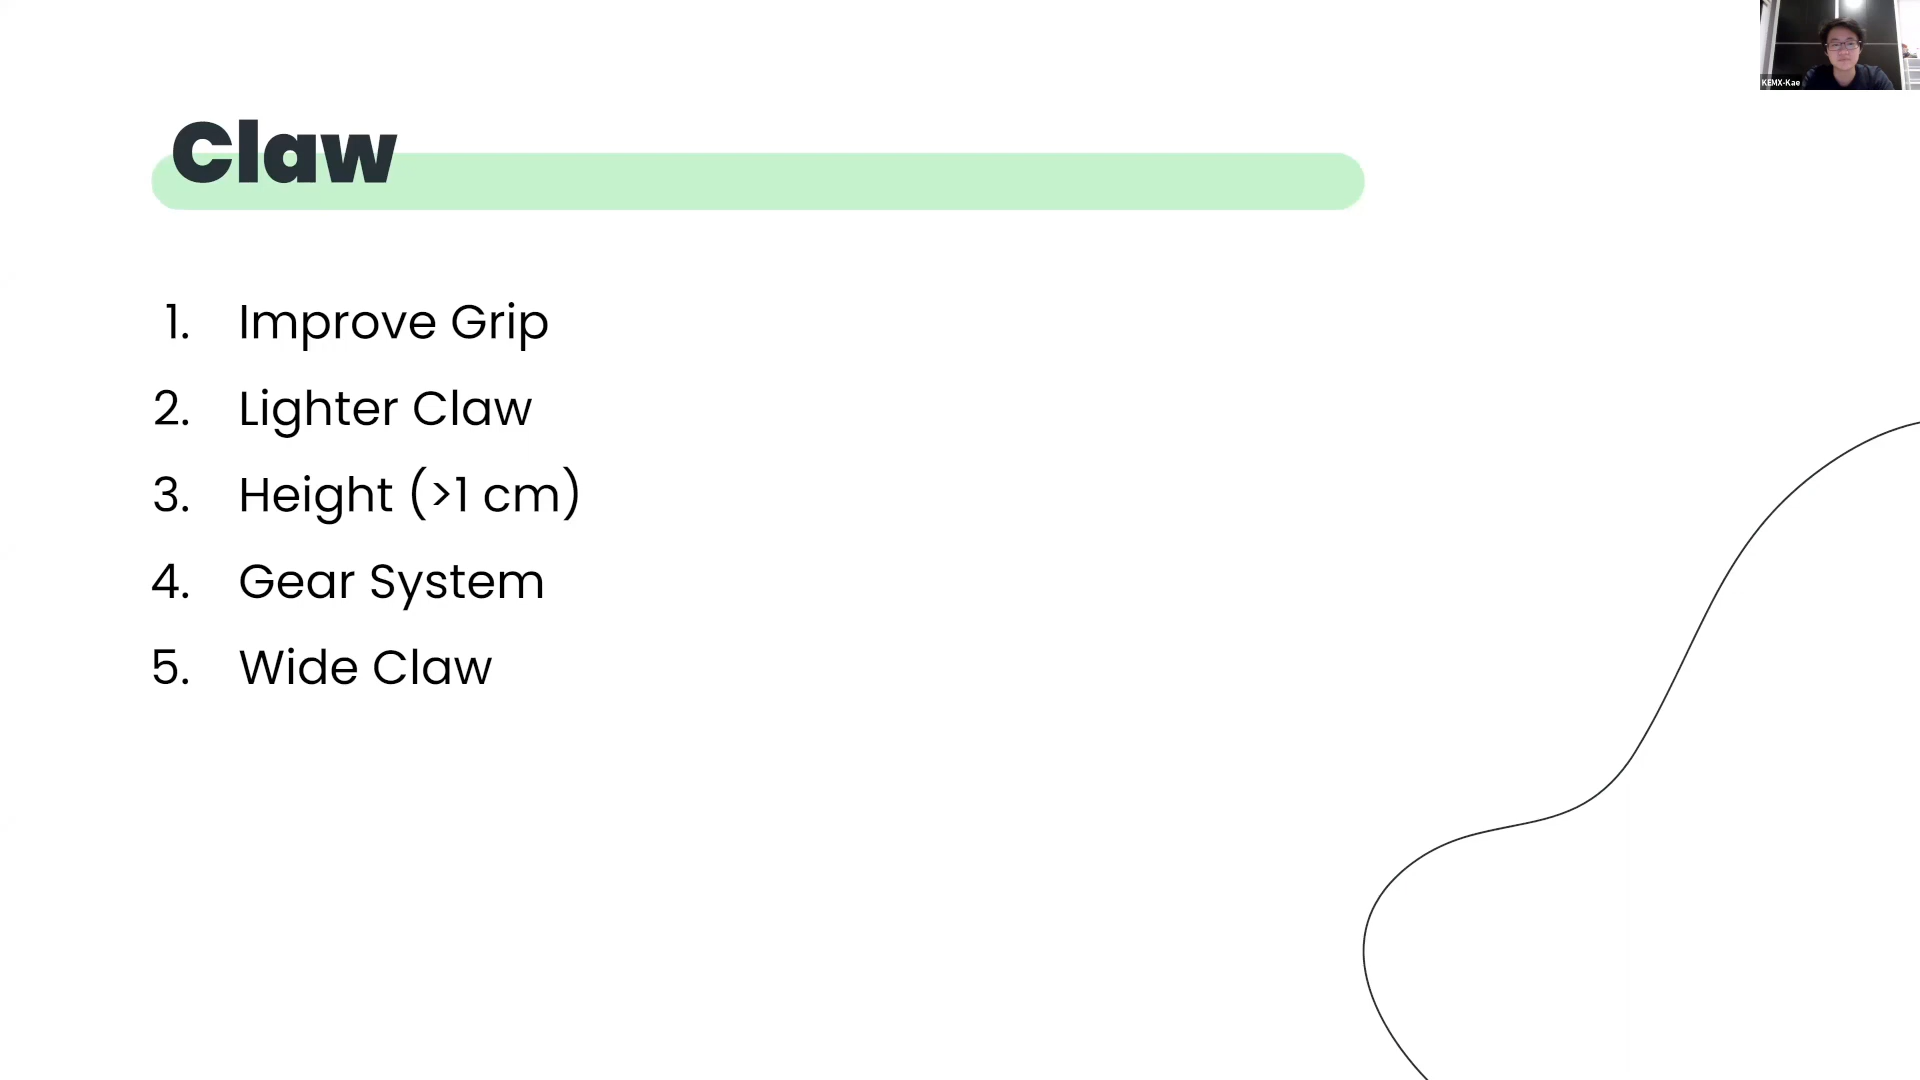 KEMX-Kae
Claw
1. Improve Grip
2. Lighter Claw
3. Height (>1 cm)
4. Gear System
5. Wide Claw